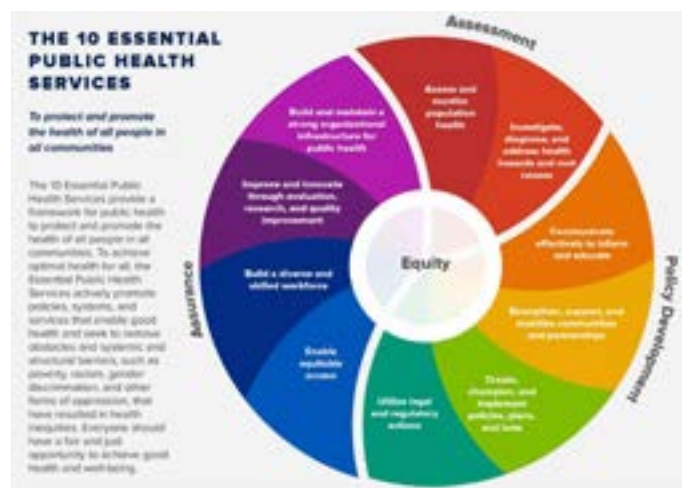 THE 10 ESSENTIAL
PUBLIC HEALTH
SERVICES
To protect and promote
the health of all people in
all communities
The 10 Essential Public
Health Services provide a
framework for public health
to protect and promote the
health of all people in all
communities. To achieve
optimal health for all, the
Essential Public Health
Services actively promote
policies, systems, and
services that enable good
health and seek to remove
obstacles and systemic and
structural barriers, such as
poverty, racism, gender
discrimination, and other
forms of oppression, that
have resulted in health
inequities. Everyone should
have a fair and just
opportunity to achieve good
health and well-being.
Assessment
Assess and
monitor
population
health
Investigate,
diagnose, and
address health
hazards and root
causes
Policy Development
Communicate
effectively to inform
and educate
Strengthen, support, and
mobilize communities
and partnerships
Create,
champion, and
implement
policies, plans,
and laws
Utilize legal
and regulatory
actions
Assurance
Enable
equitable
access
Build a diverse and
skilled workforce
Improve and innovate
through evaluation,
research, and quality
improvement
Build and maintain a
strong organizational
infrastructure for
public health
Equity